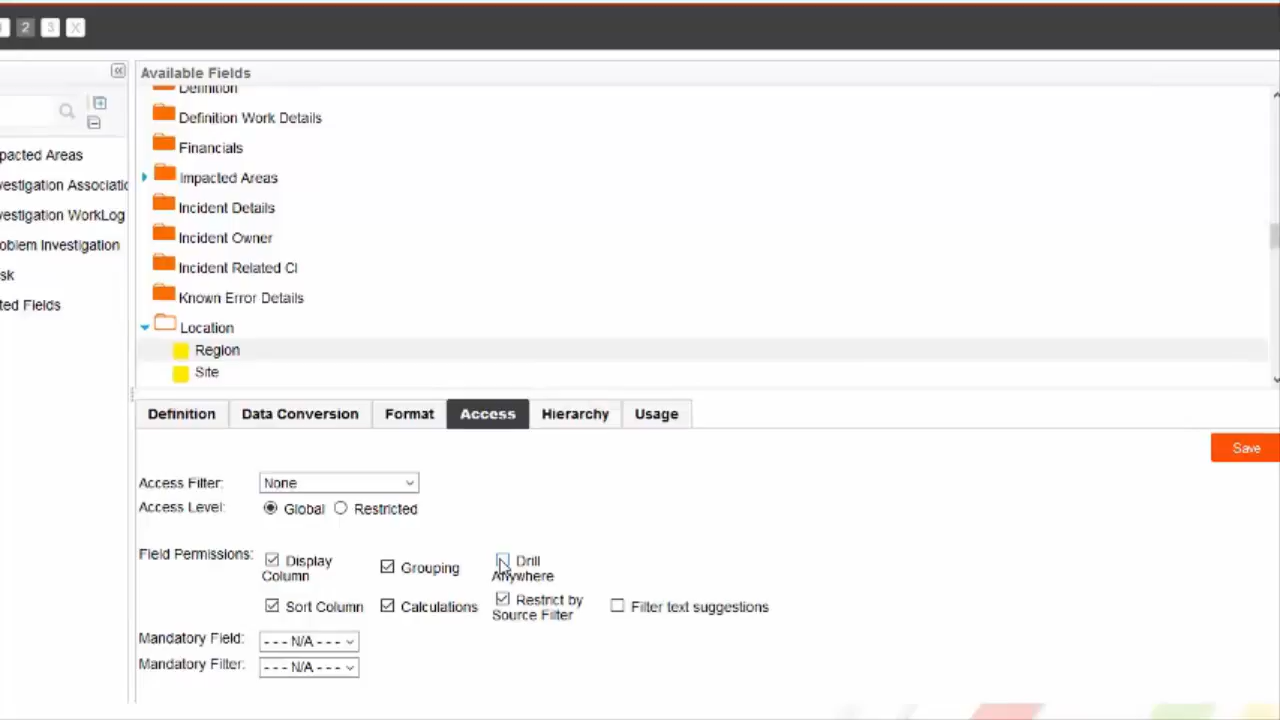 2 3 X
Available Fields
Definition
Definition Work Details
Financials
Impacted Areas
Incident Details
Incident Owner
Incident Related CI
Known Error Details
Location
Region
Site
pacted Areas
vestigation Associatic
vestigation WorkLog
oblem Investigation
sk
ted Fields
Definition Data Conversion Format Access Hierarchy Usage
Save
Access Filter: None
Access Level: Global Restricted
Field Permissions: Display Column Grouping Drill Anywhere
Sort Column Calculations Restrict by Source Filter Filter text suggestions
Mandatory Field: - - - N/A - - -
Mandatory Filter: - - - N/A - - -